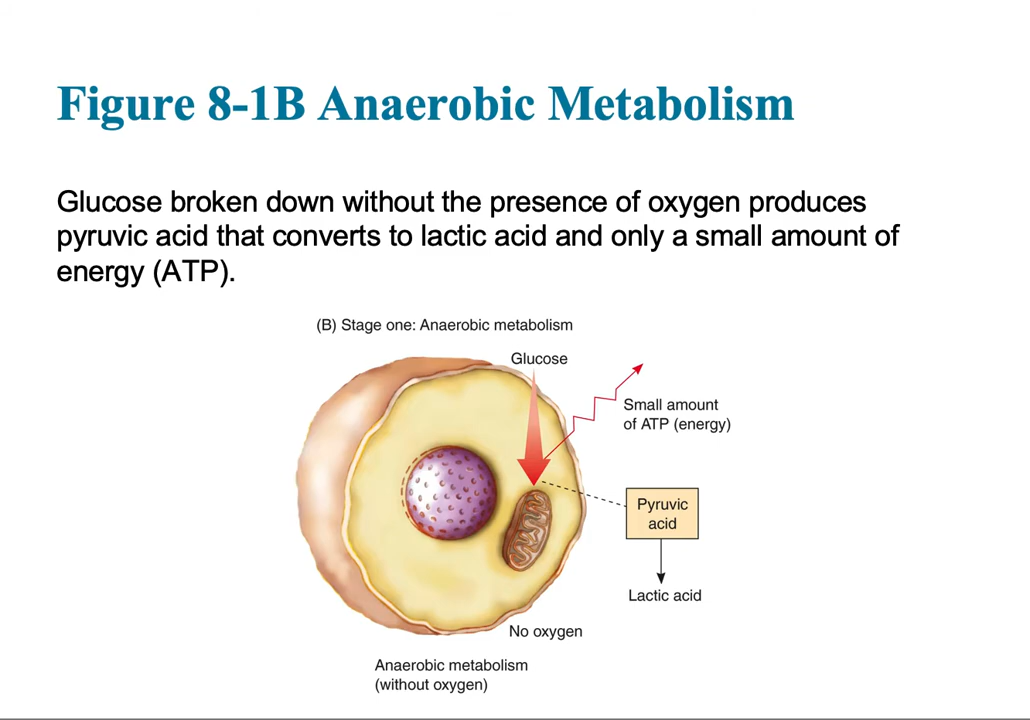 Figure 8-1B Anaerobic Metabolism
Glucose broken down without the presence of oxygen produces
pyruvic acid that converts to lactic acid and only a small amount of
energy (ATP).
(B) Stage one: Anaerobic metabolism
Glucose
Small amount
of ATP (energy)
Pyruvic
acid
Lactic acid
No oxygen
Anaerobic metabolism
(without oxygen)